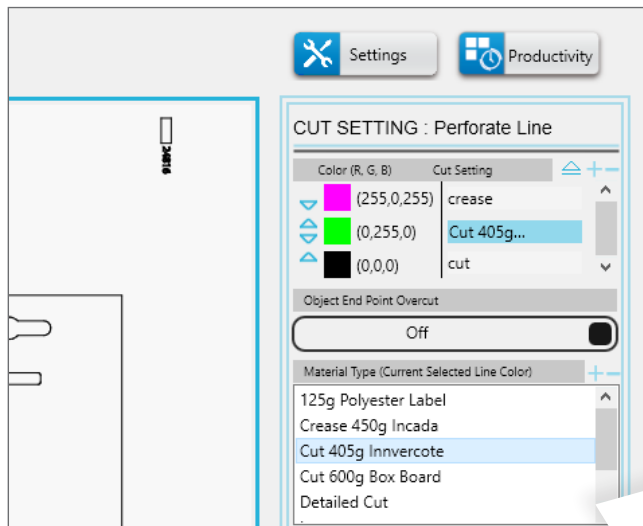 Settings
Productivity
24816
CUT SETTING : Perforate Line
Color (R, G, B) Cut Setting
(255,0,255) crease
(0,255,0) Cut 405g...
(0,0,0) cut
Object End Point Overcut
Off
Material Type (Current Selected Line Color)
125g Polyester Label
Crease 450g Incada
Cut 405g Innvercote
Cut 600g Box Board
Detailed Cut